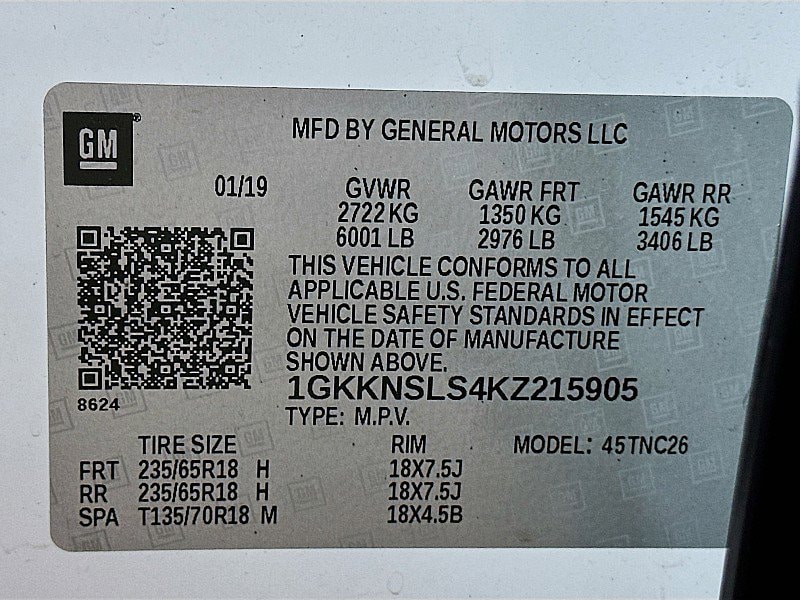 GM
MFD BY GENERAL MOTORS LLC
01/19 GVWR GAWR FRT GAWR RR
2722 KG 1350 KG 1545 KG
6001 LB 2976 LB 3406 LB
THIS VEHICLE CONFORMS TO ALL
APPLICABLE U.S. FEDERAL MOTOR
VEHICLE SAFETY STANDARDS IN EFFECT
ON THE DATE OF MANUFACTURE
SHOWN ABOVE.
1GKKNSLS4KZ215905
8624
TYPE: M.P.V.
TIRE SIZE RIM MODEL: 45TNC26
FRT 235/65R18 H 18X7.5J
RR 235/65R18 H 18X7.5J
SPA T135/70R18 M 18X4.5B